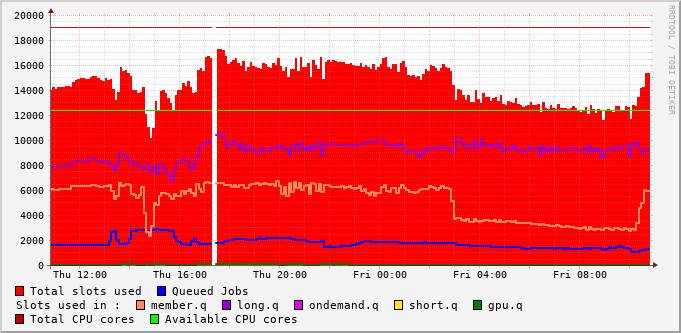 RRDTOOL / TOBI OETIKER
20000
18000
16000
14000
12000
10000
8000
6000
4000
2000
0
Thu 12:00 Thu 16:00 Thu 20:00 Fri 00:00 Fri 04:00 Fri 08:00
Total slots used Queued Jobs
Slots used in : member.q long.q ondemand.q short.q gpu.q
Total CPU cores Available CPU cores